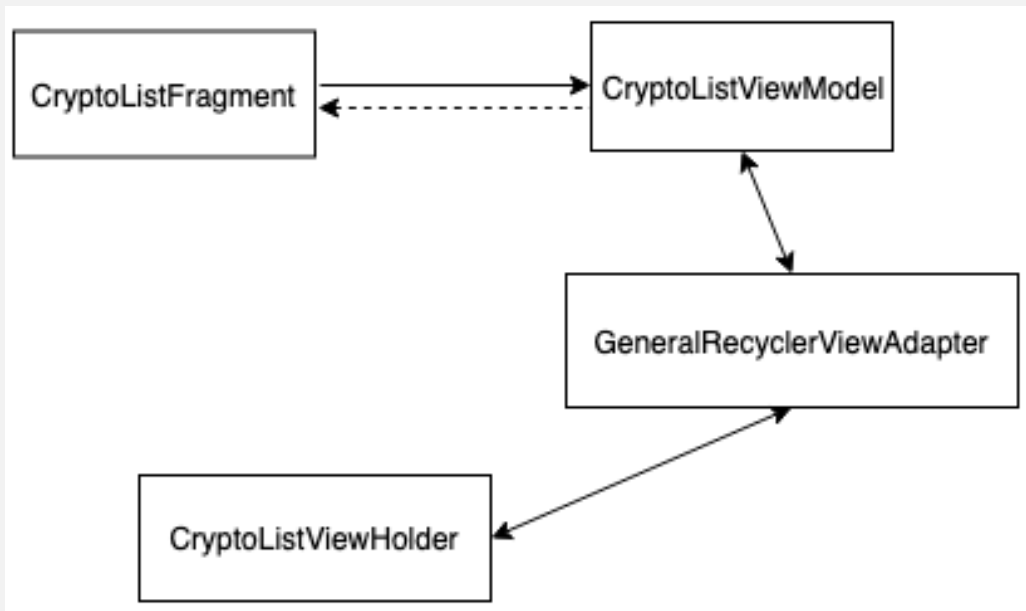 CryptoListFragment
CryptoListViewModel
GeneralRecyclerViewAdapter
CryptoListViewHolder